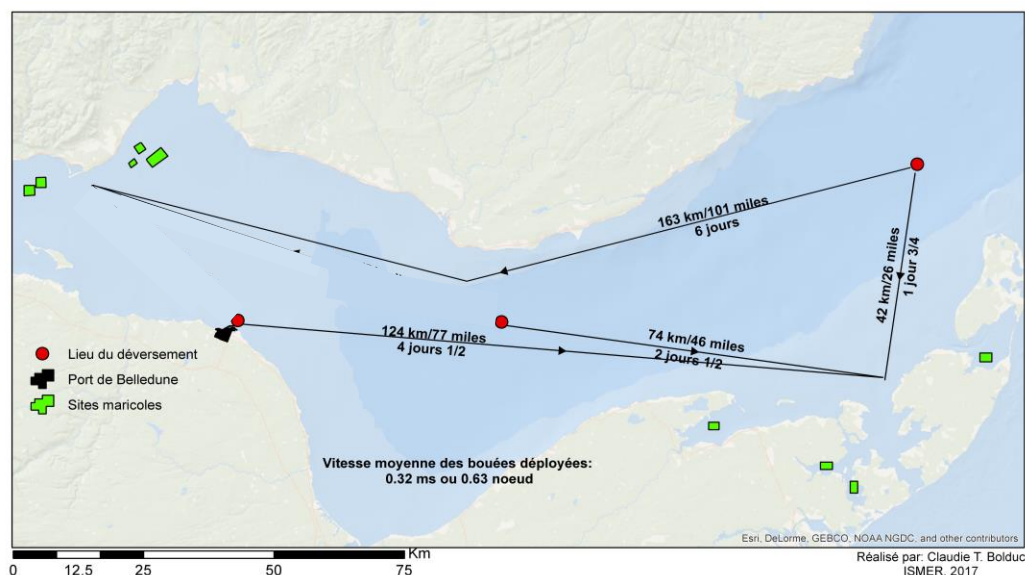 163 km/101 miles
6 jours
42 km/26 miles
1 jour 3/4
124 km/77 miles
4 jours 1/2
74 km/46 miles
2 jours 1/2
Lieu du déversement
Port de Belledune
Sites maricoles
Vitesse moyenne des bouées déployées:
0.32 ms ou 0.63 noeud
Esri, DeLorme, GEBCO, NOAA NGDC, and other contributors
Km
0 12.5 25 50 75
Réalisé par: Claudie T. Bolduc
ISMER, 2017